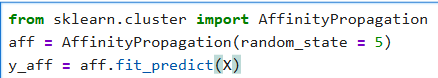 from sklearn.cluster import AffinityPropagation
aff = AffinityPropagation(random_state = 5)
y_aff = aff.fit_predict(X)